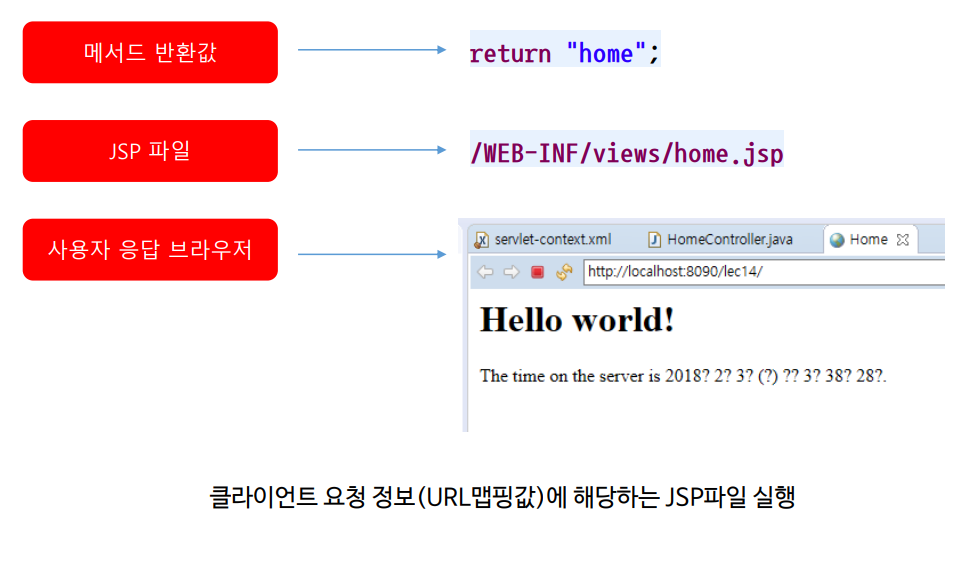 메서드 반환값
return "home";
JSP 파일
/WEB-INF/views/home.jsp
사용자 응답 브라우저
servlet-context.xml HomeController.java Home
http://localhost:8090/lec14/
Hello world!
The time on the server is 2018? 2? 3? (?) ?? 3? 38? 28?.
클라이언트 요청 정보(URL맵핑값)에 해당하는 JSP파일 실행